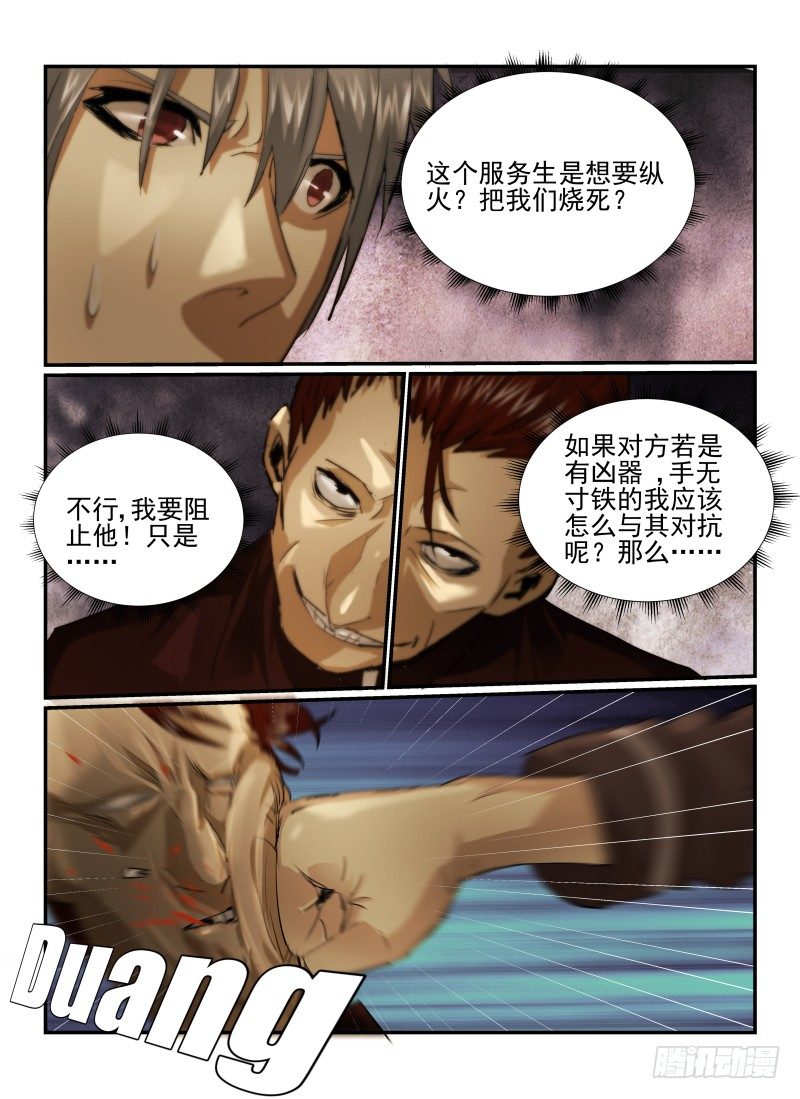 这个服务生是想要纵
火？把我们烧死？
不行，我要阻
止他！只是
……
如果对方若是
有凶器，手无
寸铁的我应该
怎么与其对抗
呢？那么……
Duang
腾讯动漫